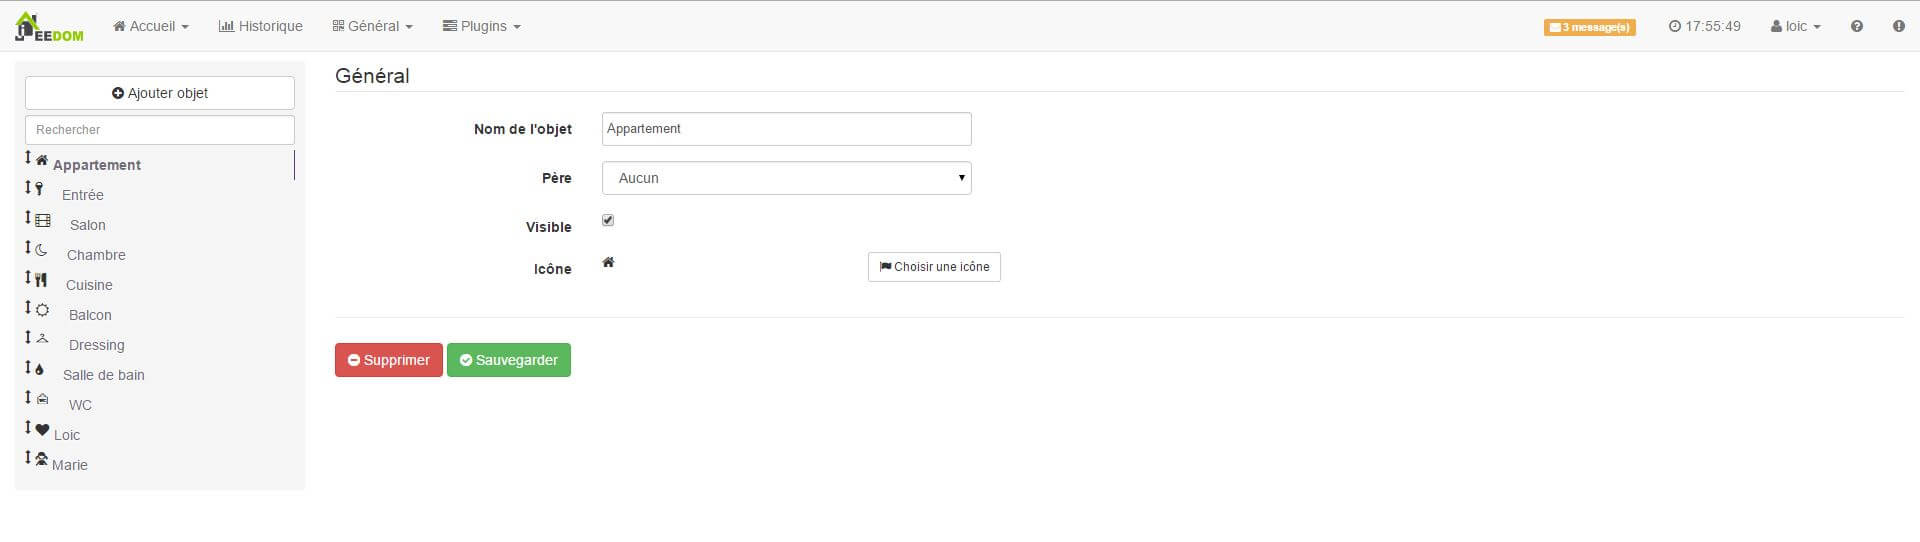 JEEDOM Accueil Historique Général Plugins 3 message(s) 17:55:49 loic
Ajouter objet
Rechercher
Appartement
Entrée
Salon
Chambre
Cuisine
Balcon
Dressing
Salle de bain
WC
Loic
Marie
Général
Nom de l'objet Appartement
Père Aucun
Visible
Icône Choisir une icône
Supprimer Sauvegarder